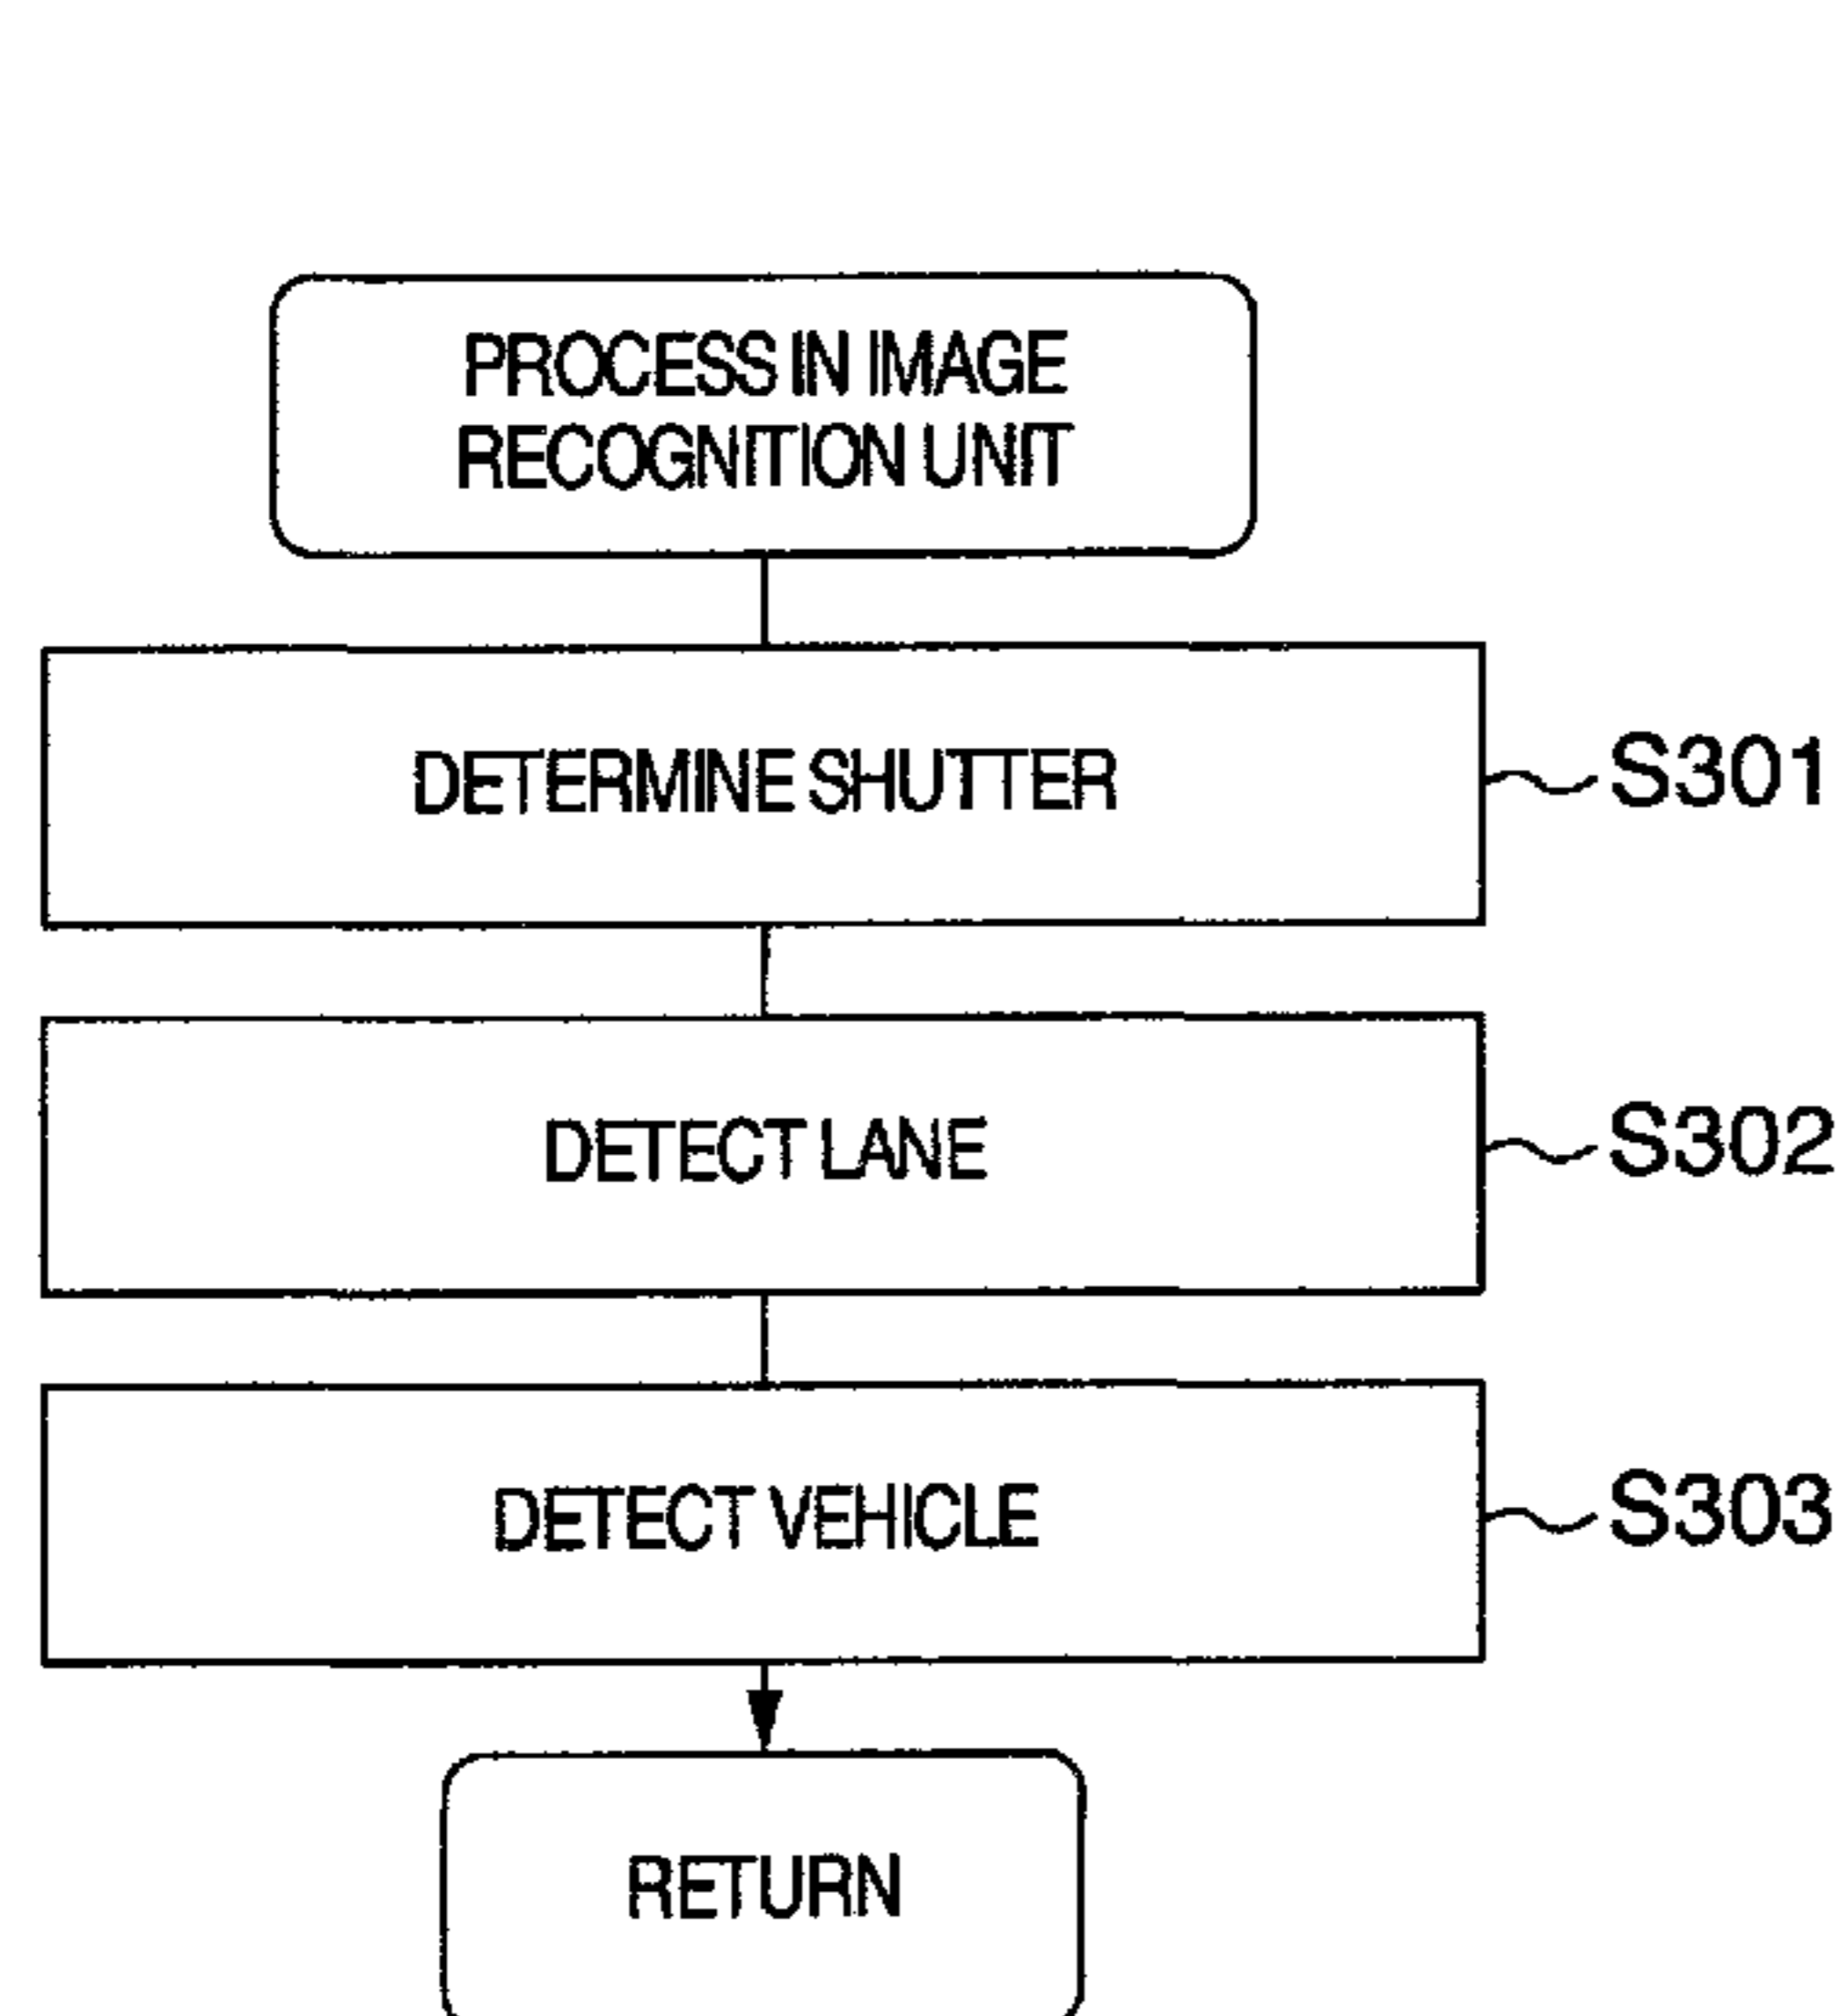 PROCESS IN IMAGE
RECOGNITION UNIT
DETERMINE SHUTTER
S301
DETECT LANE
S302
DETECT VEHICLE
S303
RETURN